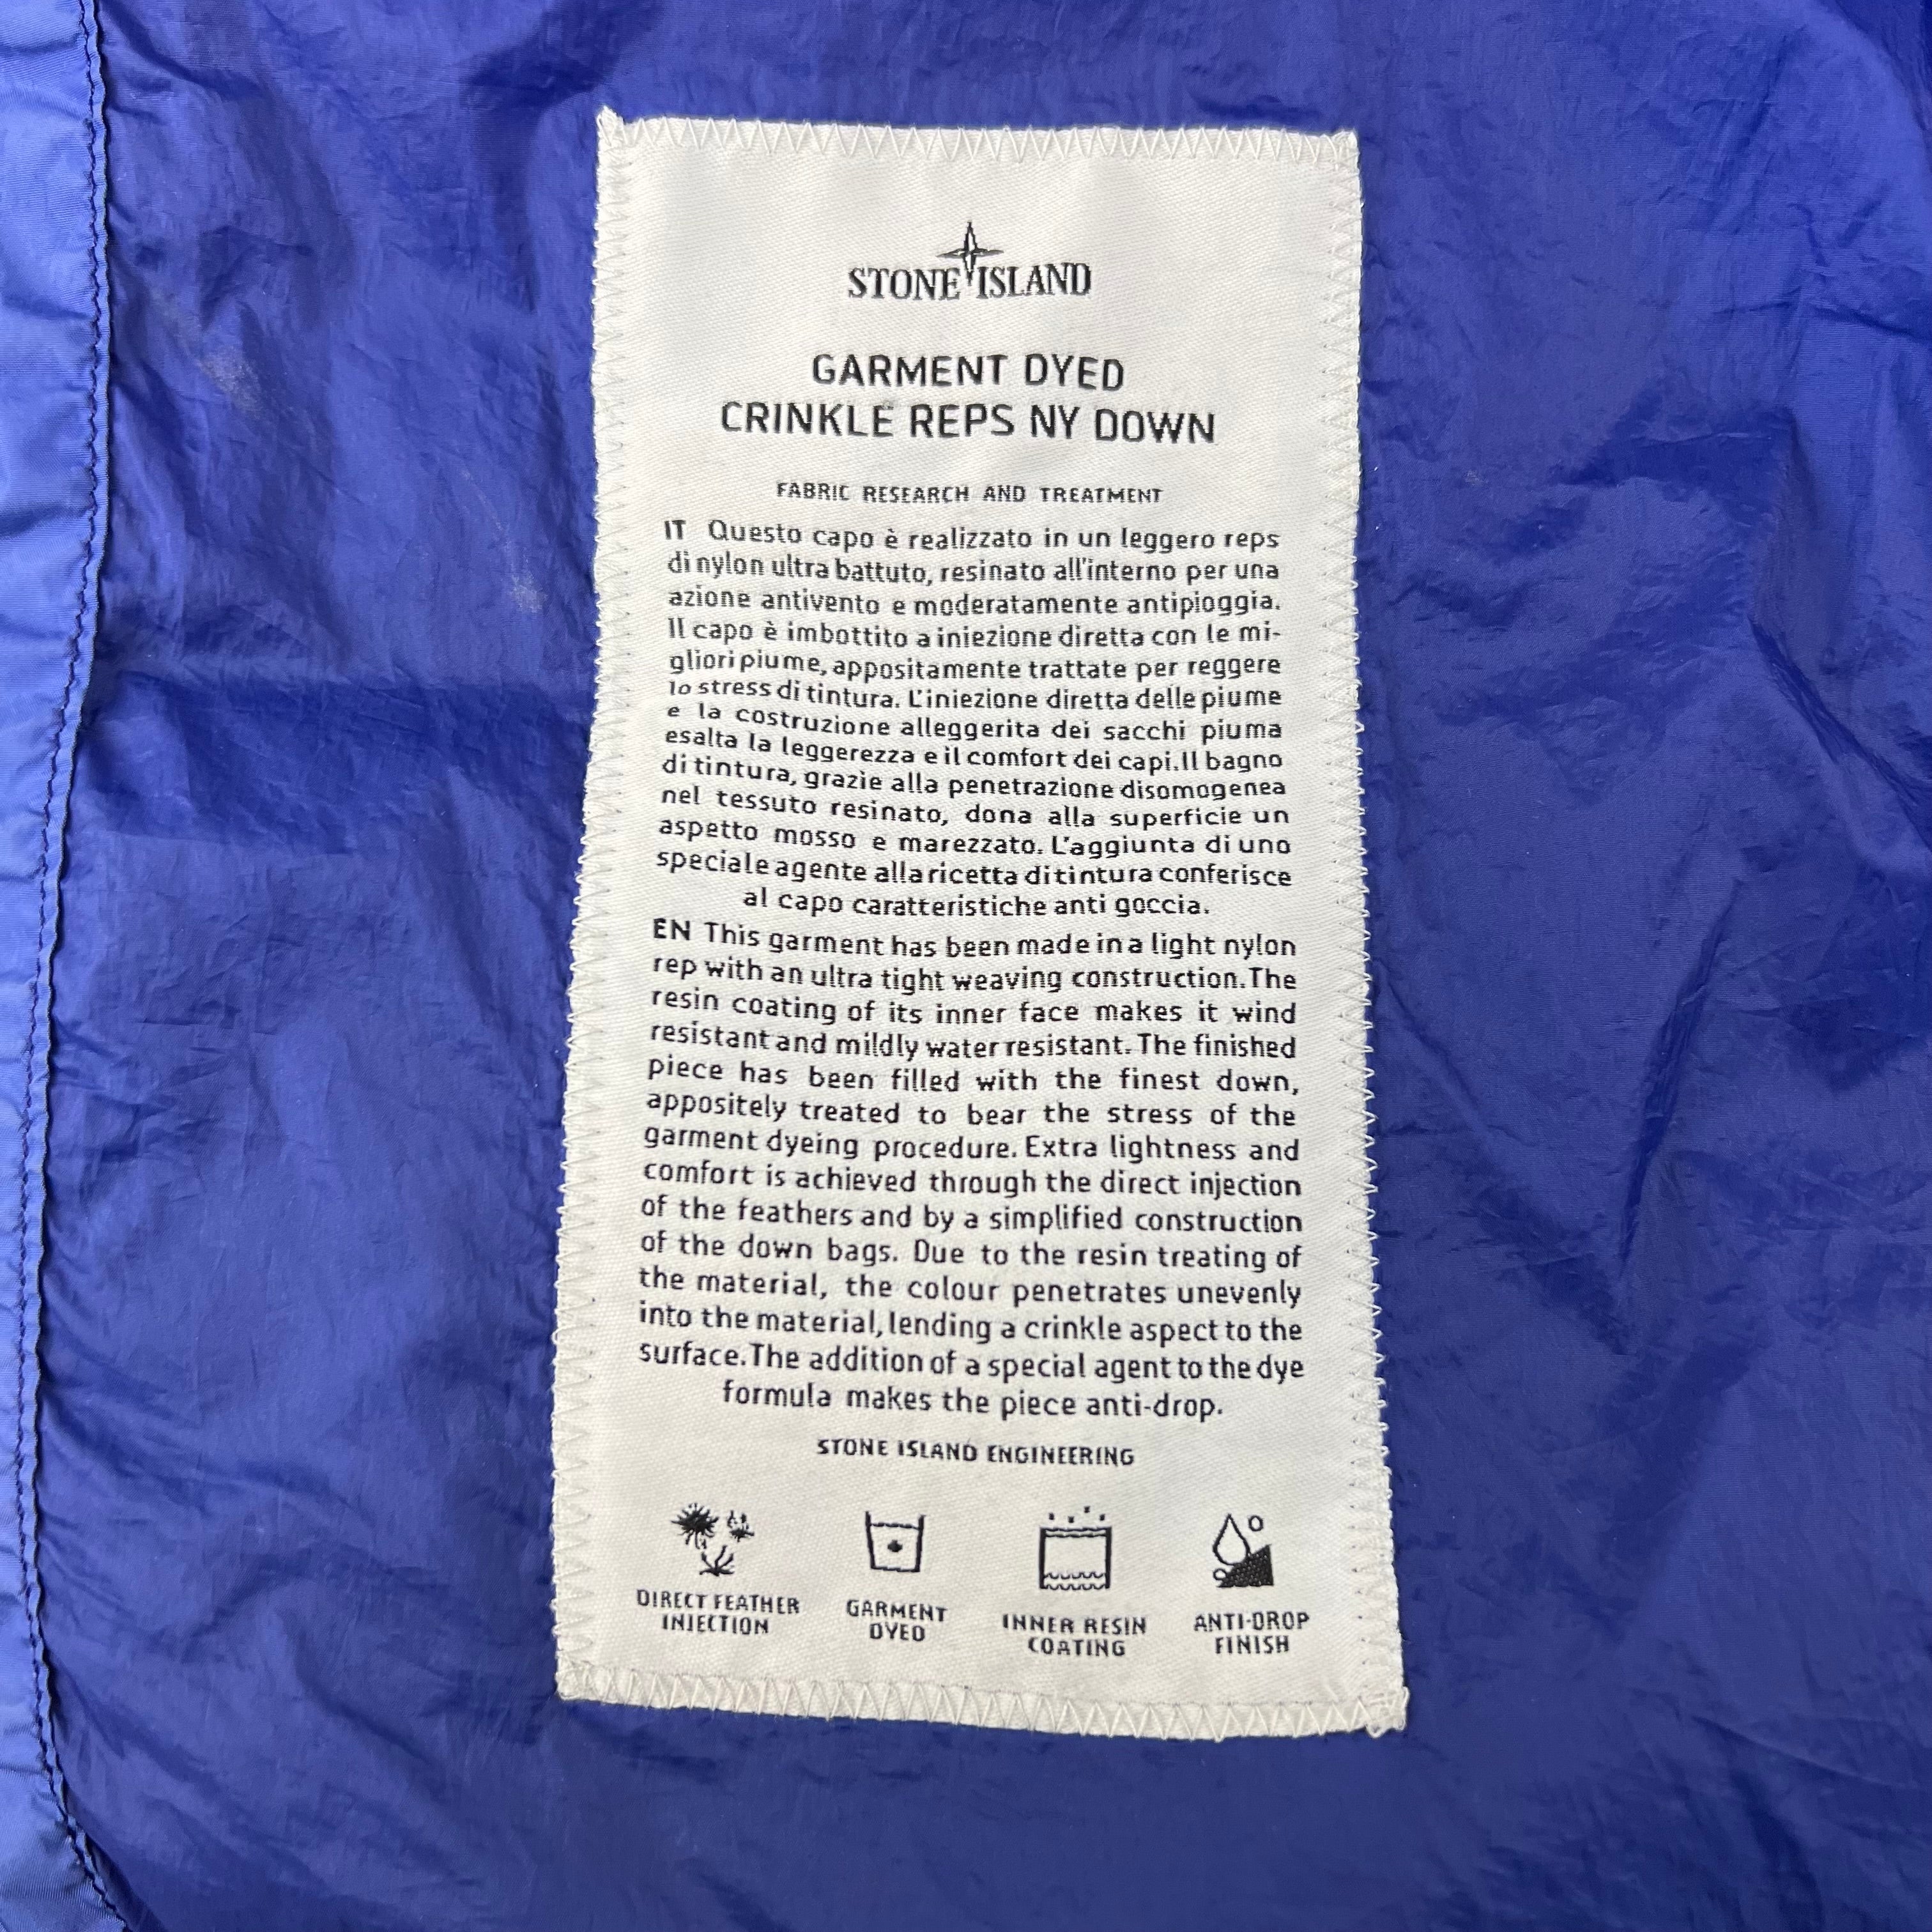 STONE ISLAND
GARMENT DYED
CRINKLE REPS NY DOWN
FABRIC RESEARCH AND TREATMENT
IT Questo capo è realizzato in un leggero reps
di nylon ultra battuto, resinato all'interno per una
azione antivento e moderatamente antipioggia.
Il capo è imbottito a iniezione diretta con le mi-
gliori piume, appositamente trattate per reggere
lo stress di tintura. L'iniezione diretta delle piume
e la costruzione alleggerita dei sacchi piuma
esalta la leggerezza e il comfort dei capi. Il bagno
di tintura, grazie alla penetrazione disomogenea
nel tessuto resinato, dona alla superficie un
aspetto mosso e marezzato. L'aggiunta di uno
speciale agente alla ricetta di tintura conferisce
al capo caratteristiche anti goccia.
EN This garment has been made in a light nylon
rep with an ultra tight weaving construction. The
resin coating of its inner face makes it wind
resistant and mildly water resistant. The finished
piece has been filled with the finest down,
appositely treated to bear the stress of the
garment dyeing procedure. Extra lightness and
comfort is achieved through the direct injection
of the feathers and by a simplified construction
of the down bags. Due to the resin treating of
the material, the colour penetrates unevenly
into the material, lending a crinkle aspect to the
surface. The addition of a special agent to the dye
formula makes the piece anti-drop.
STONE ISLAND ENGINEERING
DIRECT FEATHER GARMENT INNER RESIN ANTI-DROP
INJECTION DYED COATING FINISH